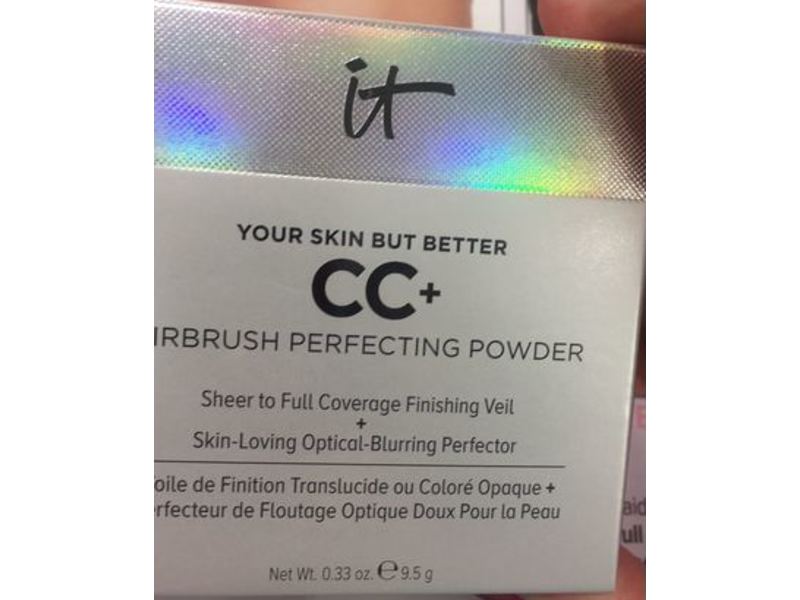 it
YOUR SKIN BUT BETTER
CC+
IRBRUSH PERFECTING POWDER
Sheer to Full Coverage Finishing Veil
+
Skin-Loving Optical-Blurring Perfector
oile de Finition Translucide ou Coloré Opaque +
rfecteur de Floutage Optique Doux Pour la Peau
Net Wt. 0.33 oz. ℮ 9.5 g